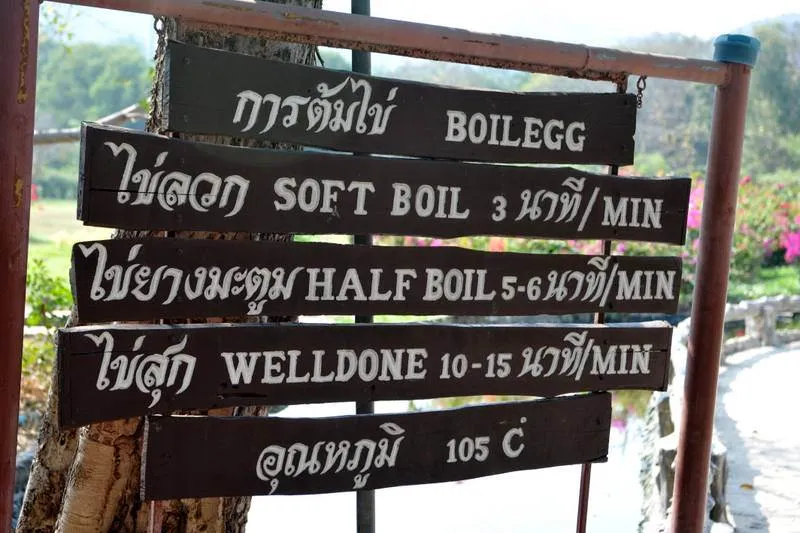 การต้มไข่ BOILEGG
ไข่ลวก SOFT BOIL 3 นาที/MIN
ไข่ยางมะตูม HALF BOIL 5-6 นาที/MIN
ไข่สุก WELLDONE 10-15 นาที/MIN
อุณหภูมิ 105 °C